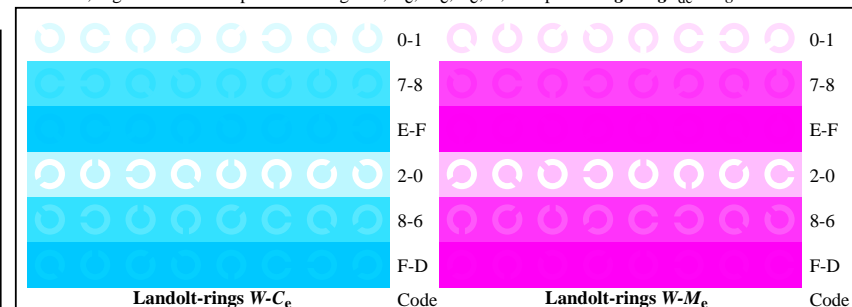 0-1 0-1
7-8 7-8
E-F E-F
2-0 2-0
8-6 8-6
F-D F-D
Landolt-rings W-Ce Code Landolt-rings W-Me Code